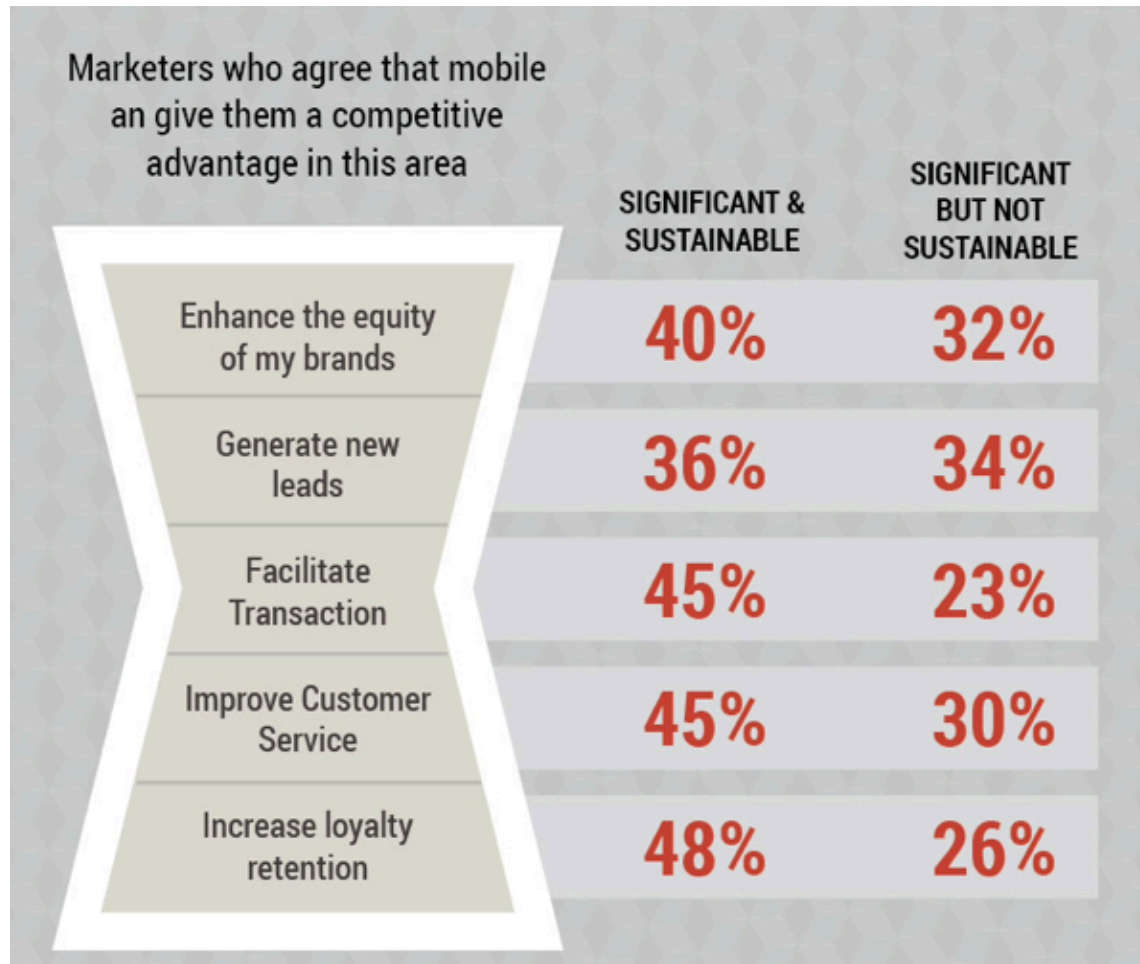 Marketers who agree that mobile
an give them a competitive
advantage in this area
SIGNIFICANT &
SUSTAINABLE
SIGNIFICANT
BUT NOT
SUSTAINABLE
Enhance the equity
of my brands
40%
32%
Generate new
leads
36%
34%
Facilitate
Transaction
45%
23%
Improve Customer
Service
45%
30%
Increase loyalty
retention
48%
26%